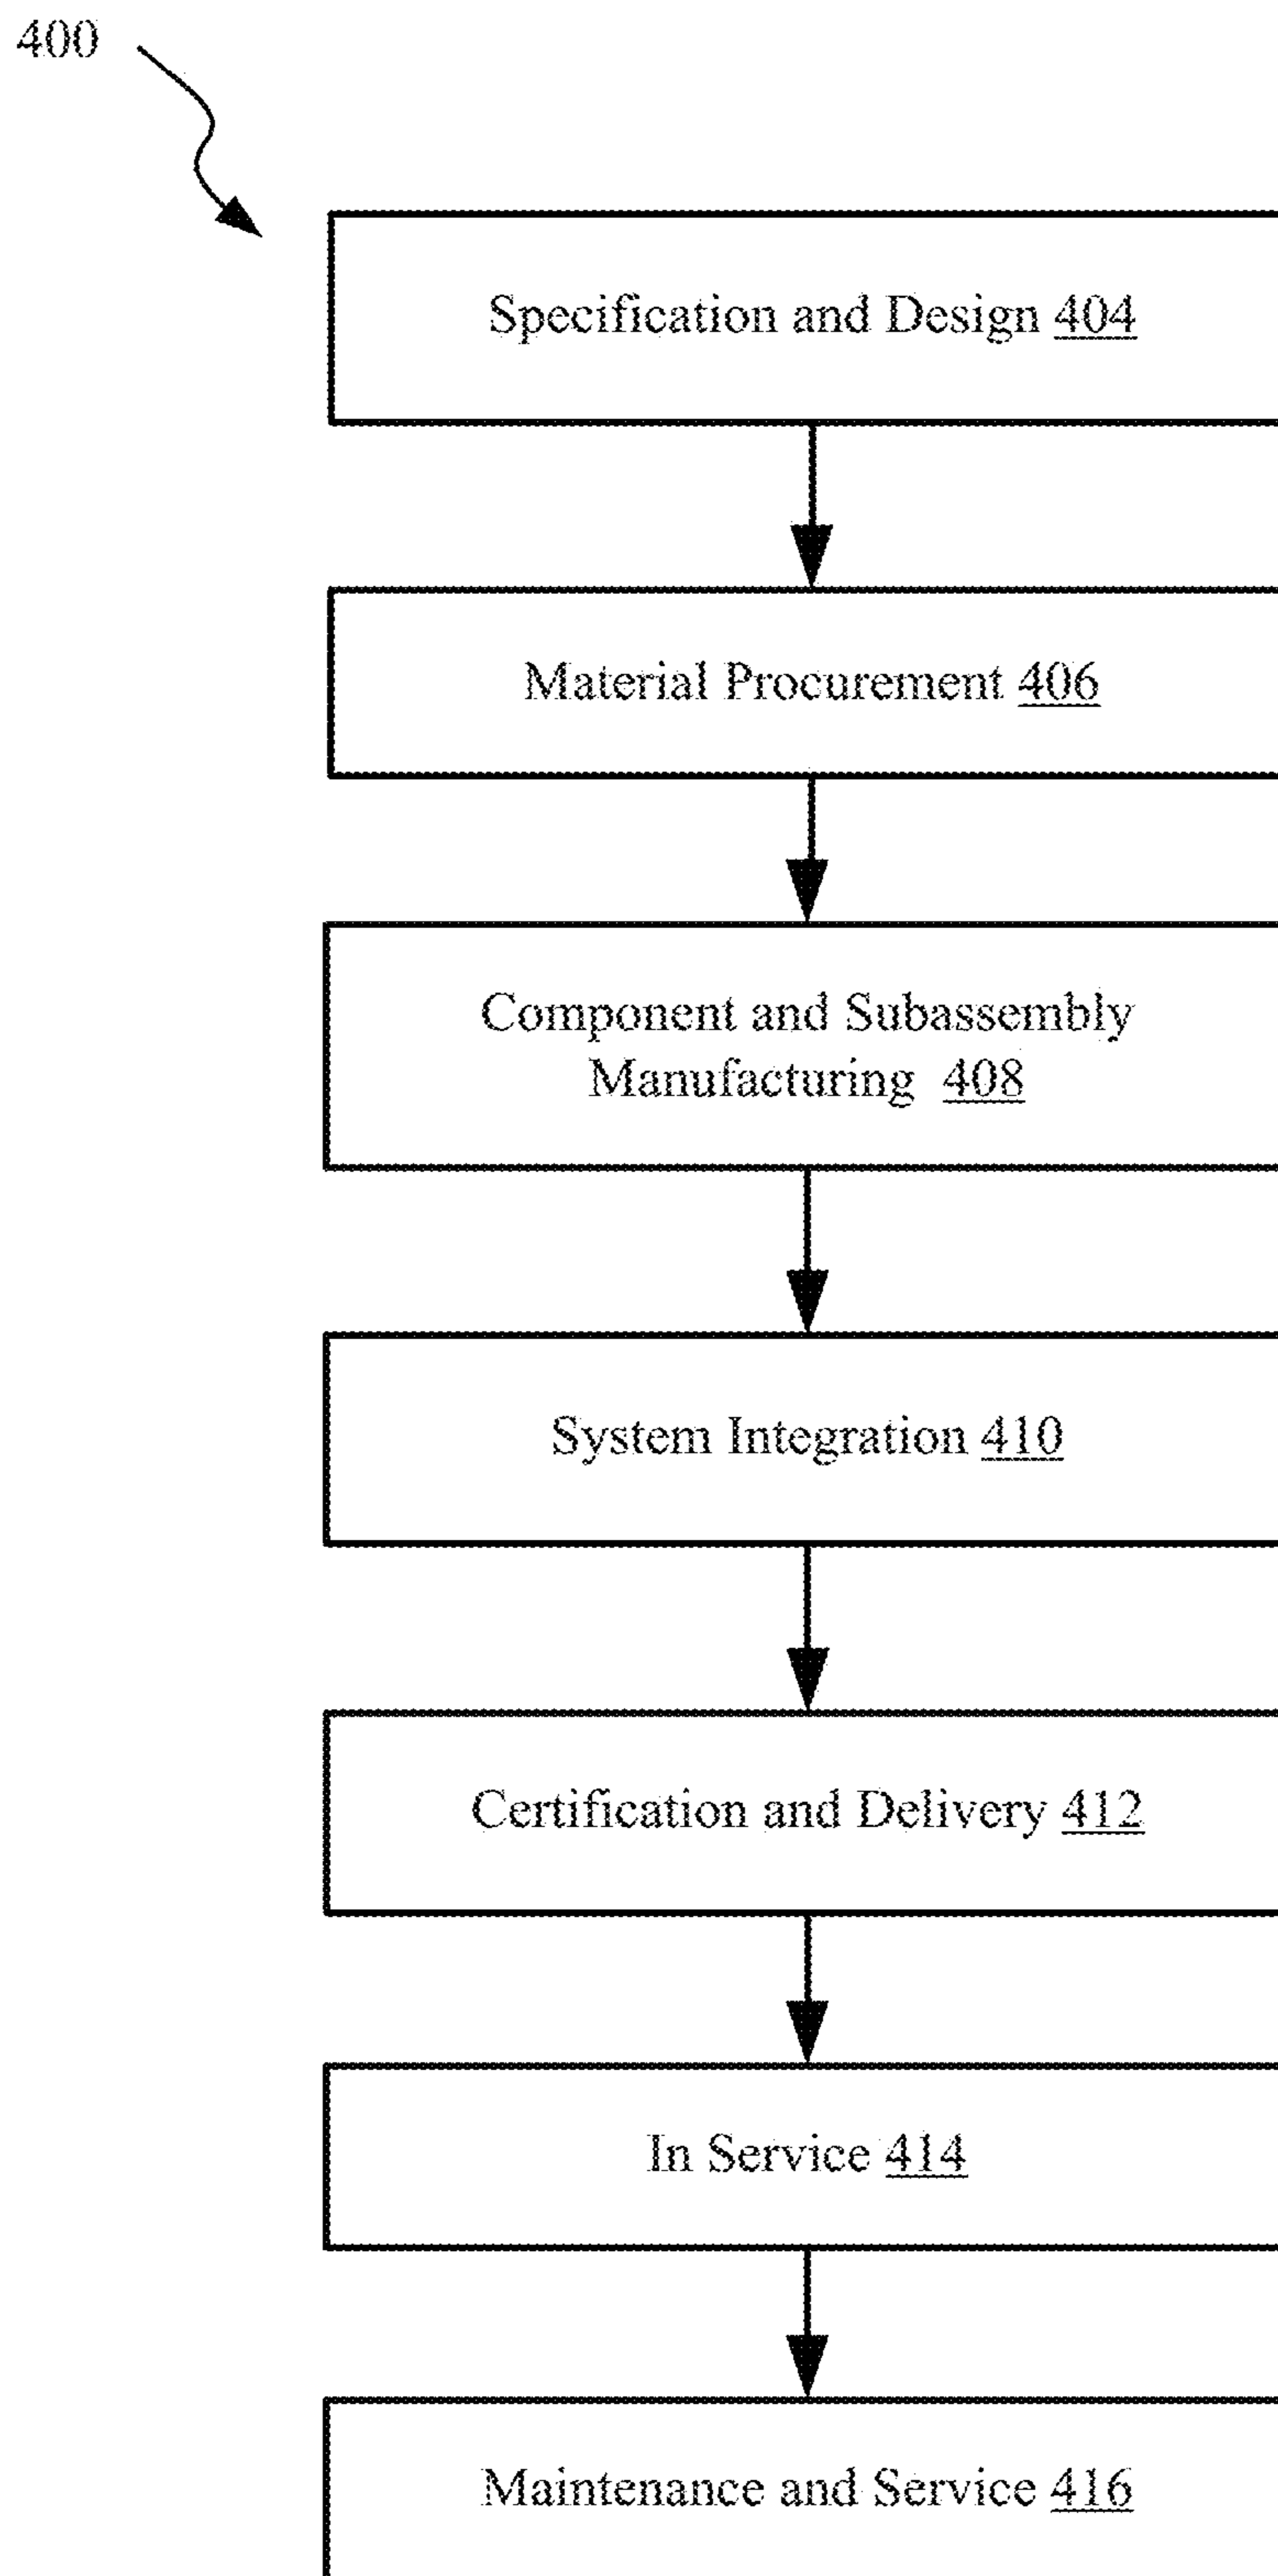 400
Specification and Design 404
Material Procurement 406
Component and Subassembly
Manufacturing 408
System Integration 410
Certification and Delivery 412
In Service 414
Maintenance and Service 416